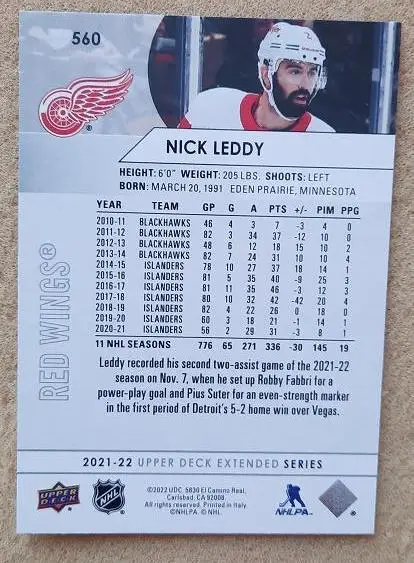 560
NICK LEDDY
HEIGHT: 6'0" WEIGHT: 205 LBS. SHOOTS: LEFT
BORN: MARCH 20, 1991 EDEN PRAIRIE, MINNESOTA
YEAR TEAM GP G A PTS +/- PIM PPG
2010-11 BLACKHAWKS 46 4 3 7 -3 4 0
2011-12 BLACKHAWKS 82 3 34 37 -12 10 0
2012-13 BLACKHAWKS 48 6 12 18 15 10 2
2013-14 BLACKHAWKS 82 7 24 31 10 10 4
2014-15 ISLANDERS 78 10 27 37 18 14 1
2015-16 ISLANDERS 81 5 35 40 -9 25 3
2016-17 ISLANDERS 81 11 35 46 -3 12 3
2017-18 ISLANDERS 80 10 32 42 -42 20 4
2018-19 ISLANDERS 82 4 22 26 0 18 0
2019-20 ISLANDERS 60 3 18 21 -1 14 1
2020-21 ISLANDERS 56 2 29 31 -3 8 1
11 NHL SEASONS 776 65 271 336 -30 145 19
RED WINGS®
Leddy recorded his second two-assist game of the 2021-22
season on Nov. 7, when he set up Robby Fabbri for a
power-play goal and Pius Suter for an even-strength marker
in the first period of Detroit's 5-2 home win over Vegas.
2021-22 UPPER DECK EXTENDED SERIES
UPPER DECK
NHL
©2022 UDC. 5830 El Camino Real,
Carlsbad, CA 92008.
All rights reserved. Printed in Italy.
©NHLPA. © NHL.
NHLPA